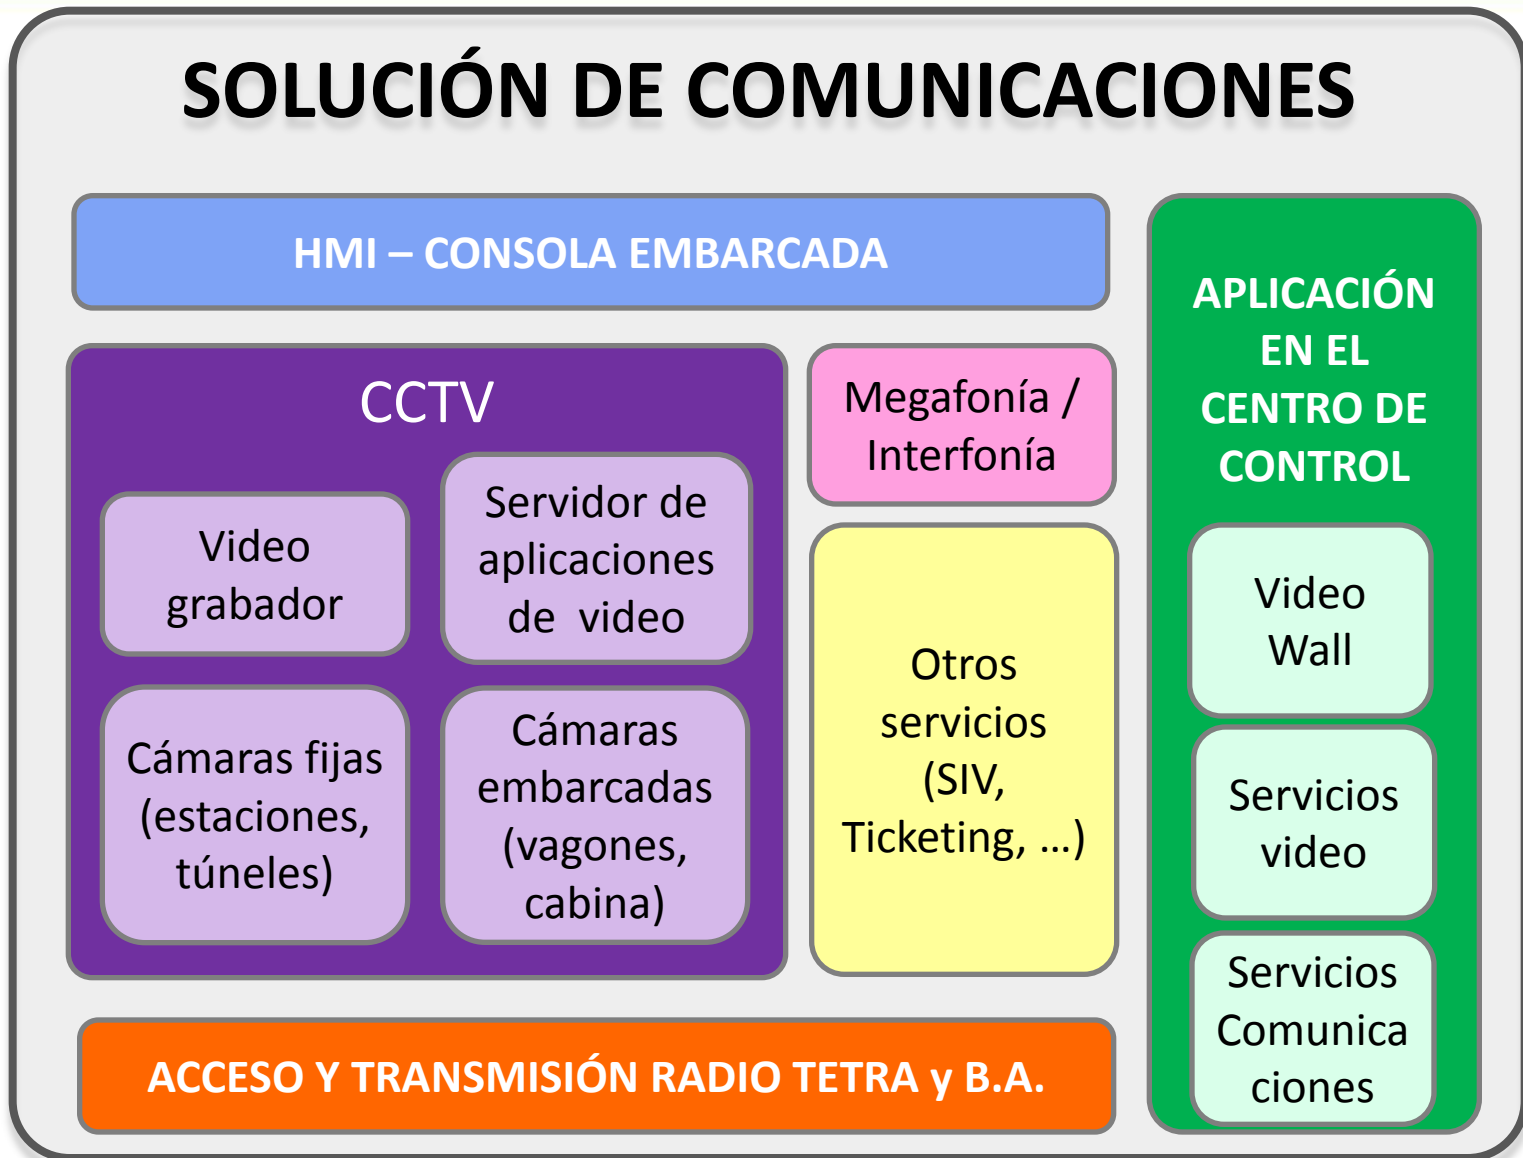 SOLUCIÓN DE COMUNICACIONES
HMI – CONSOLA EMBARCADA
CCTV
Video
grabador
Servidor de
aplicaciones
de video
Cámaras fijas
(estaciones,
túneles)
Cámaras
embarcadas
(vagones,
cabina)
Megafonía /
Interfonía
Otros
servicios
(SIV,
Ticketing, ...)
ACCESO Y TRANSMISIÓN RADIO TETRA y B.A.
APLICACIÓN
EN EL
CENTRO DE
CONTROL
Video
Wall
Servicios
video
Servicios
Comunica
ciones